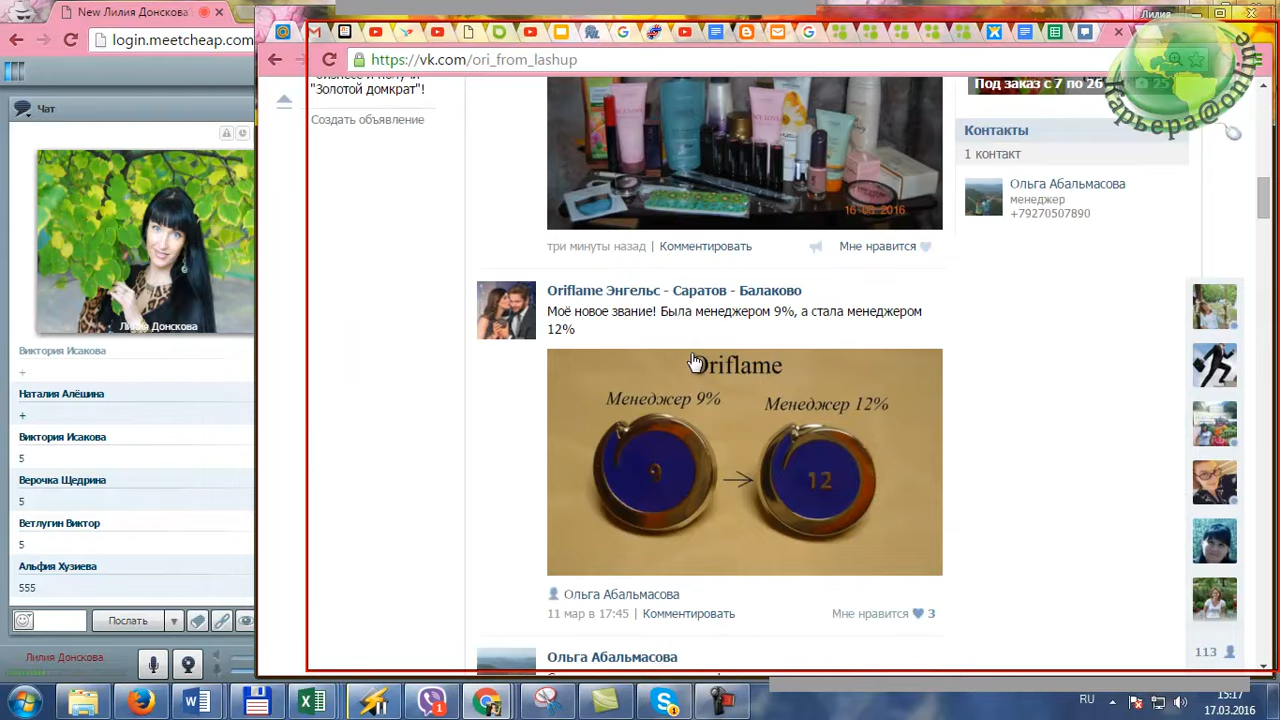 New Лилия Донскова
Лилия
login.meetcheap.com
https://vk.com/ori_from_lashup
Чат
Лилия Донскова
Виктория Исакова
+
Наталия Алёшина
+
Виктория Исакова
5
Верочка Щедрина
5
Ветлугин Виктор
5
Альфия Хузиева
555
Послать
Лилия Донскова
"Золотой домкрат"!
Создать объявление
16 03 2016
три минуты назад | Комментировать
Мне нравится
Oriflame Энгельс - Саратов - Балаково
Моё новое звание! Была менеджером 9%, а стала менеджером
12%
Oriflame
Менеджер 9%
Менеджер 12%
9
12
Ольга Абальмасова
11 мар в 17:45 | Комментировать
Мне нравится 3
Ольга Абальмасова
Под заказ с 7 по 26
25
Контакты
1 контакт
Ольга Абальмасова
менеджер
+79270507890
карьера@online
113
RU
15:17
17.03.2016